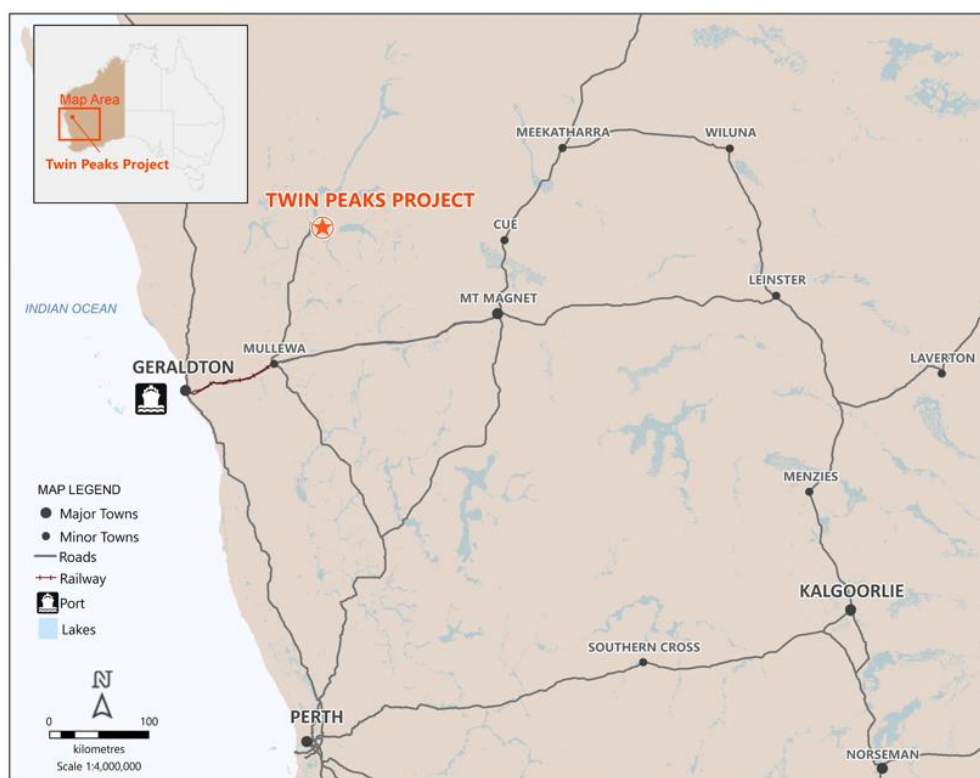 Map Area
Twin Peaks Project
MEEKATHARRA
WILUNA
TWIN PEAKS PROJECT
CUE
LEINSTER
MT MAGNET
INDIAN OCEAN
MULLEWA
GERALDTON
LAVERTON
MENZIES
MAP LEGEND
Major Towns
Minor Towns
Roads
Railway
Port
Lakes
KALGOORLIE
SOUTHERN CROSS
N
PERTH
0 100
kilometres
Scale 1:4,000,000
NORSEMAN